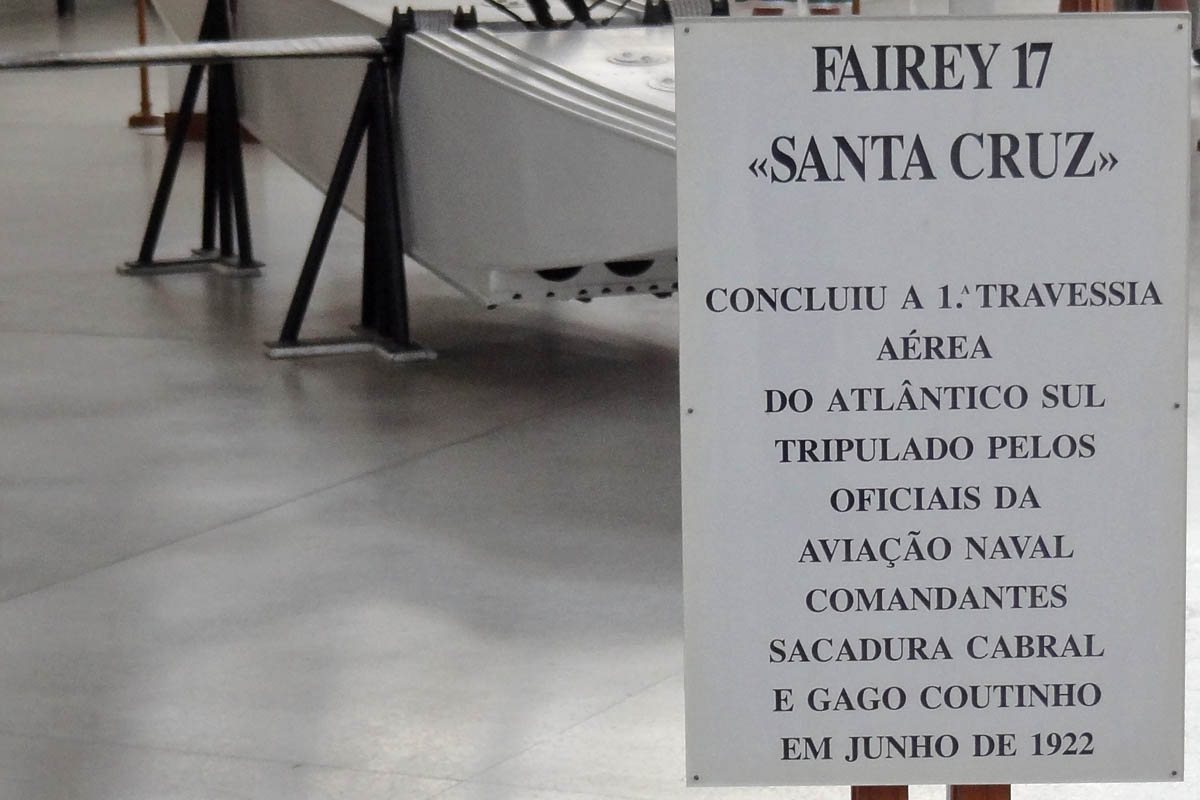 FAIREY 17
«SANTA CRUZ»
CONCLUIU A 1.ᴬ TRAVESSIA
AÉREA
DO ATLÂNTICO SUL
TRIPULADO PELOS
OFICIAIS DA
AVIAÇÃO NAVAL
COMANDANTES
SACADURA CABRAL
E GAGO COUTINHO
EM JUNHO DE 1922